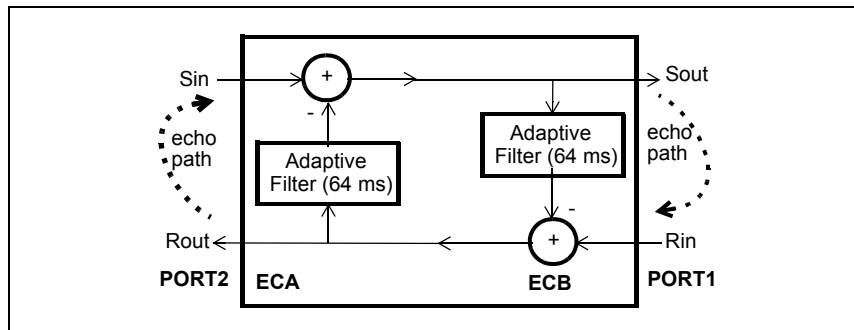 Sin
+
Sout
-
echo
path
Adaptive
Filter (64 ms)
Adaptive
Filter (64 ms)
echo
path
-
Rout
+
Rin
PORT2
ECA
ECB
PORT1